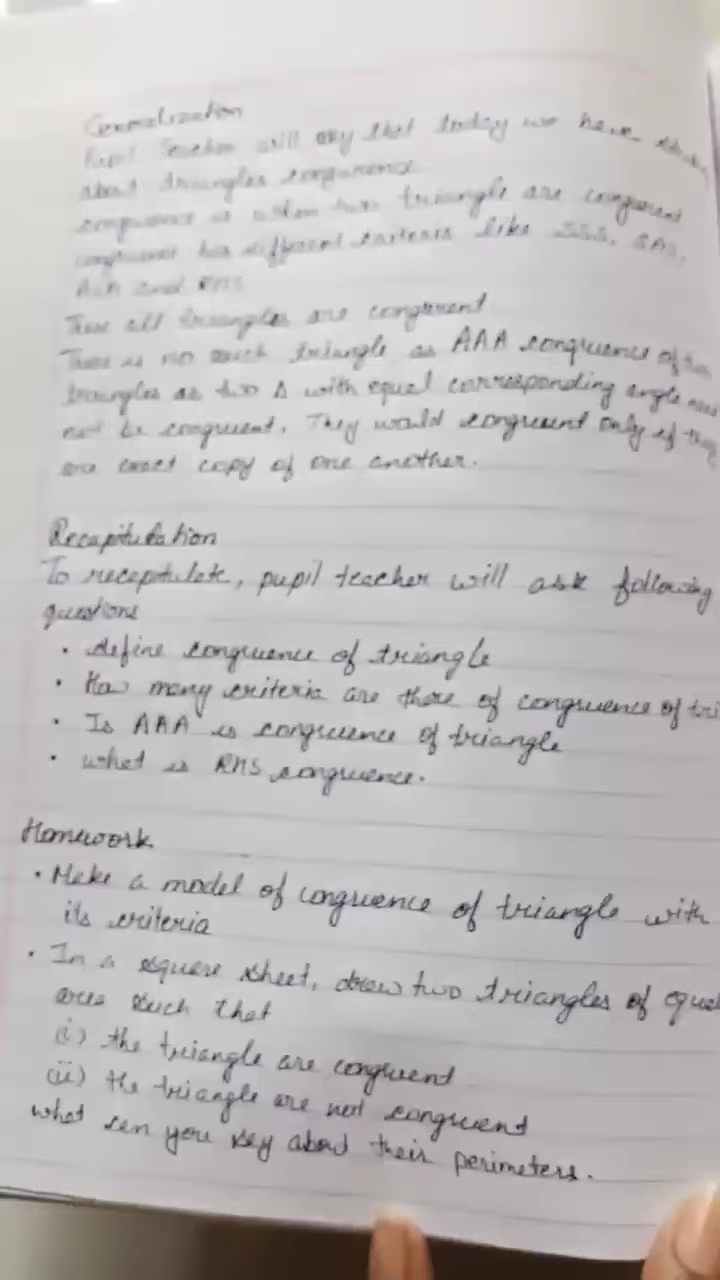 Generalization
Pupil Teacher will say that today we have
about triangles congruence
congruence is when two triangle are congruent
congruence has different criteria like SSS, SAS,
ASA and RHS
These all triangles are congruent
There is no such triangle as AAA congruence of
triangles as two Δ with equal corresponding angle
not be congruent. They would congruent only if they
are exact copy of one another.
Recapitulation
To recapitulate, pupil teacher will ask following
questions
• define congruence of triangle
• How many criteria are there of congruence of tri
• Is AAA is congruence of triangle
• what is RHS congruence.
Homework
• Make a model of congruence of triangle with
its criteria
• In a square sheet, draw two triangles of equal
area such that
(i) the triangle are congruent
(ii) the triangle are not congruent
what can you say about their perimeters.